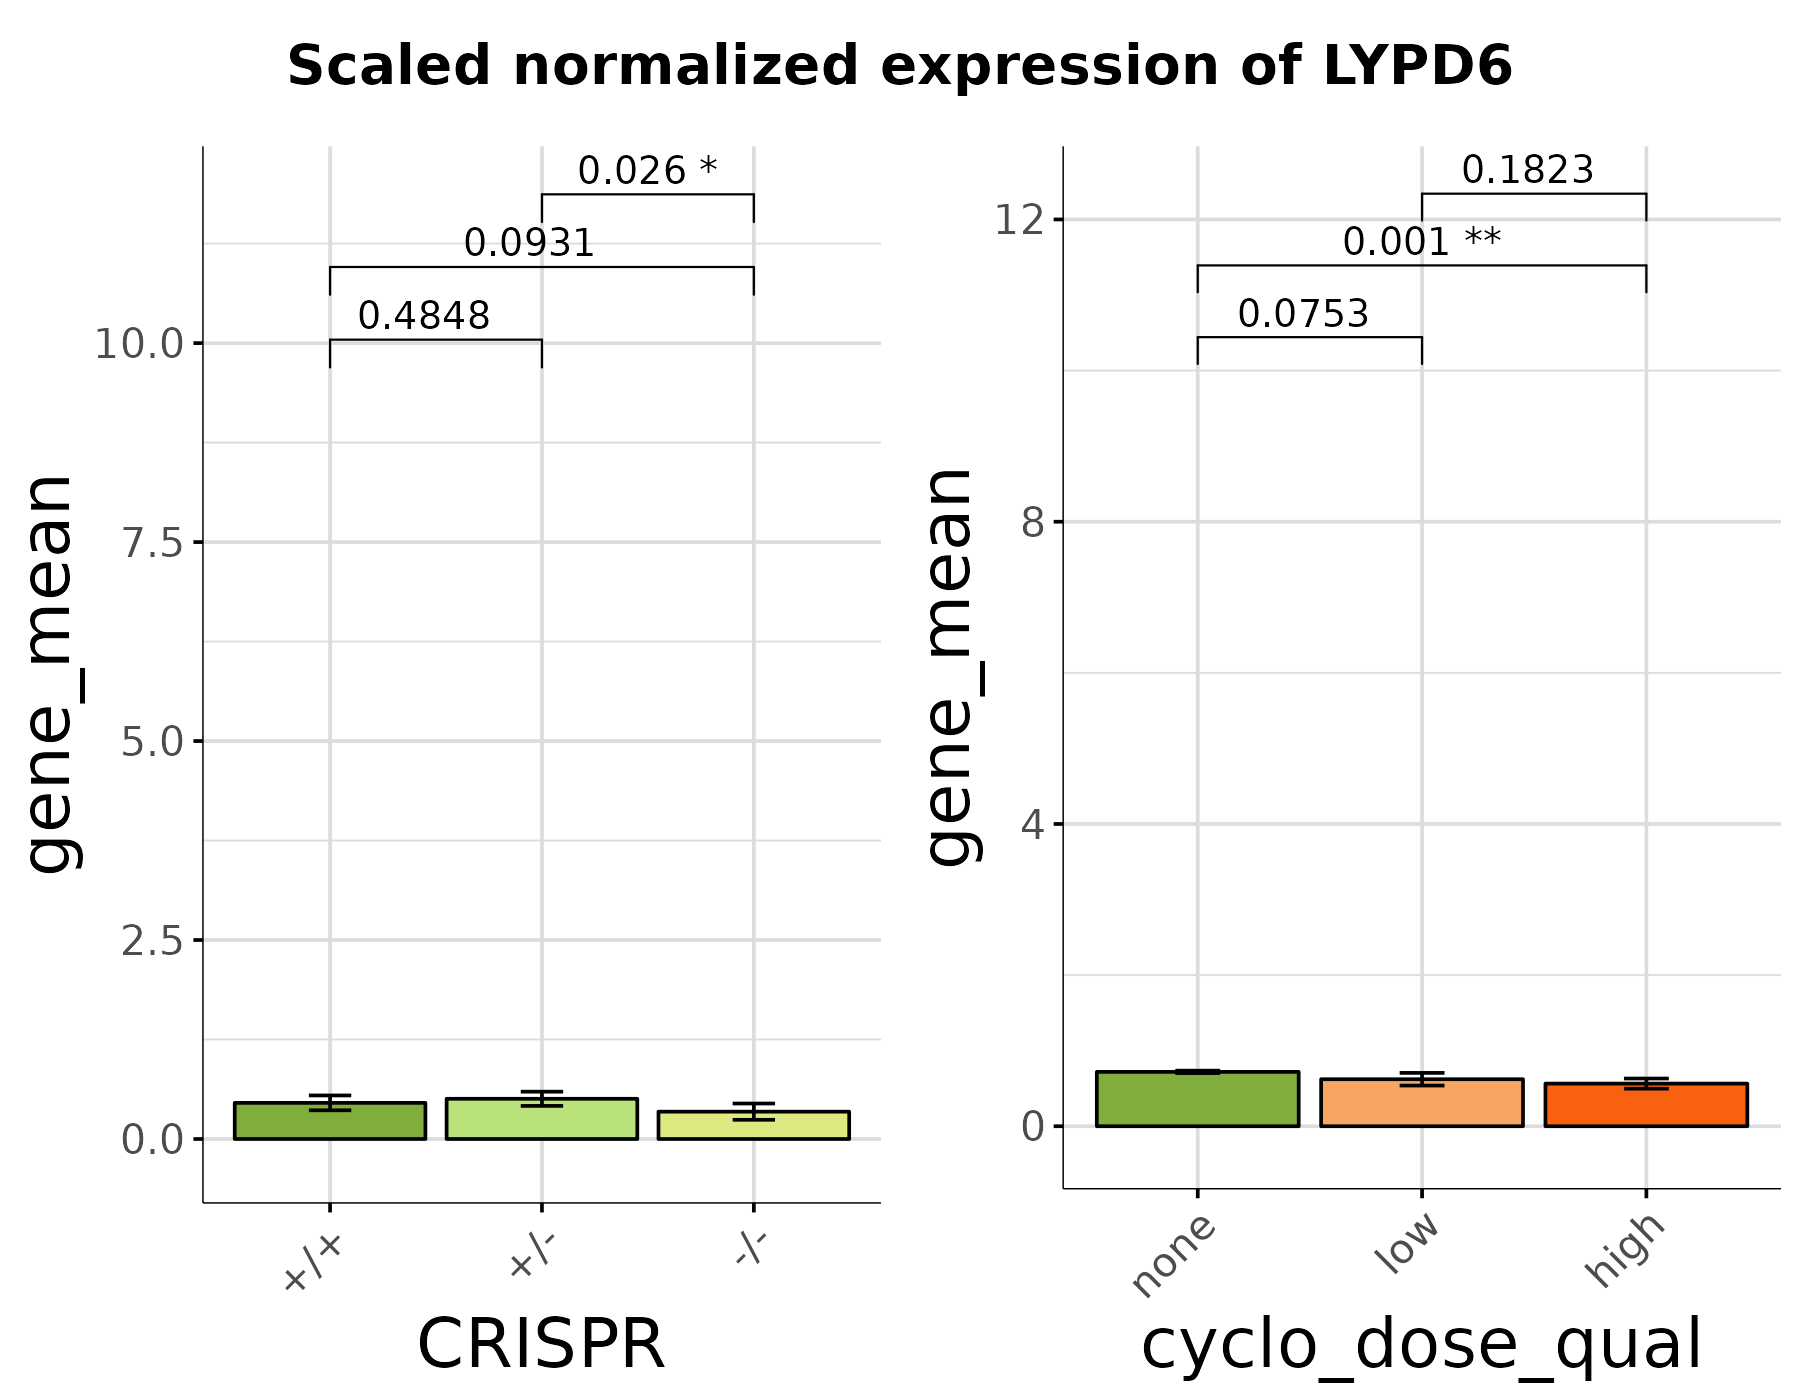 Scaled normalized expression of LYPD6
gene_mean
10.0
7.5
5.0
2.5
0.0
0.026 *
0.0931
0.4848
+/+
+/-
-/-
CRISPR
gene_mean
12
8
4
0
0.1823
0.001 **
0.0753
none
low
high
cyclo_dose_qual